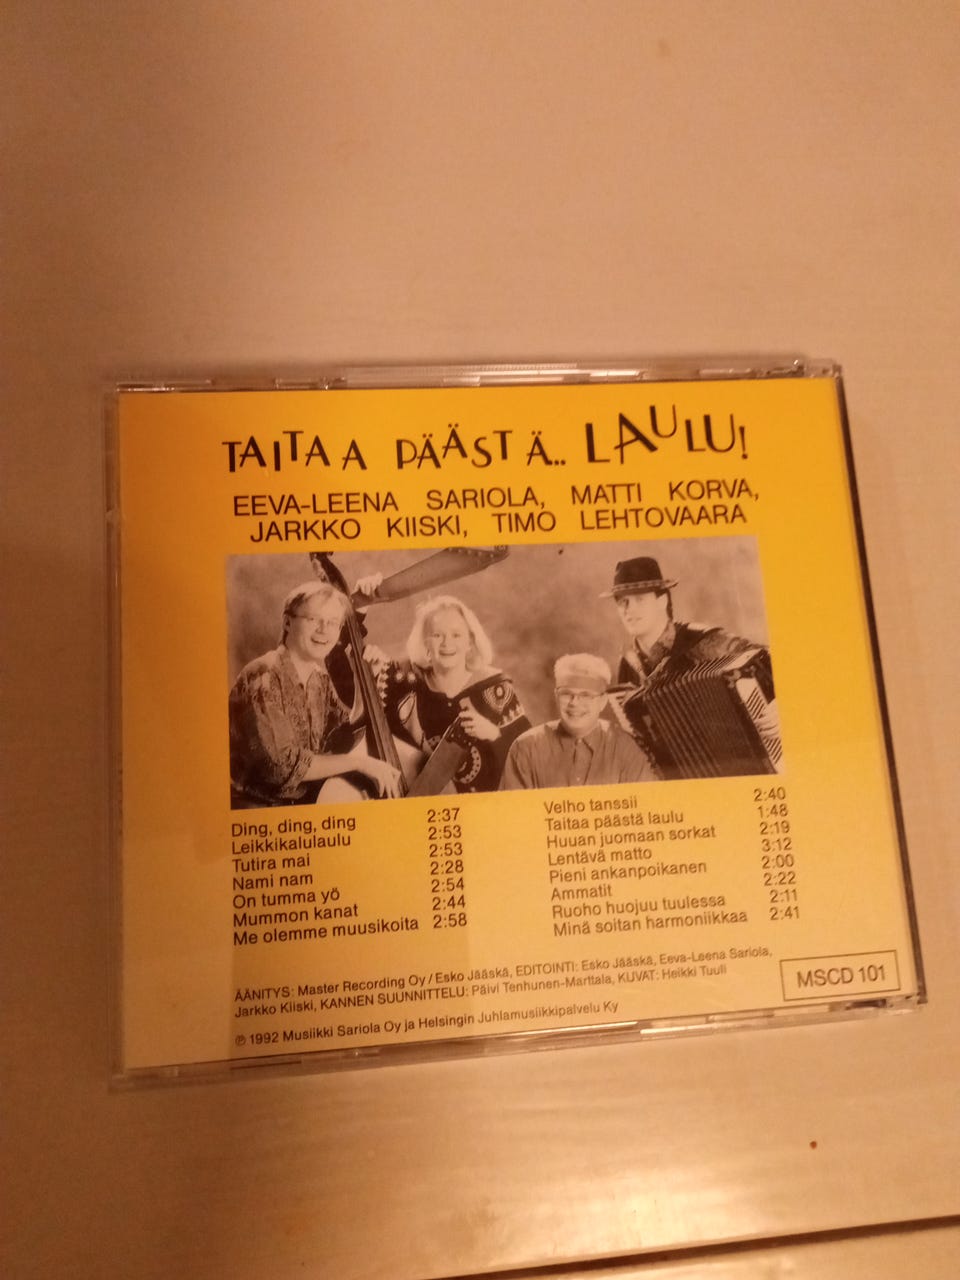 TAITAA PÄÄSTÄ.. LAULU!
EEVA-LEENA SARIOLA, MATTI KORVA,
JARKKO KIISKI, TIMO LEHTOVAARA
Ding, ding, ding 2:37
Leikkikalulaulu 2:53
Tutira mai 2:53
Nami nam 2:28
On tumma yö 2:54
Mummon kanat 2:44
Me olemme muusikoita 2:58
Velho tanssii 2:40
Taitaa päästä laulu 1:48
Huuan juomaan sorkat 2:19
Lentävä matto 3:12
Pieni ankanpoikanen 2:00
Ammatit 2:22
Ruoho huojuu tuulessa 2:11
Minä soitan harmoniikkaa 2:41
ÄÄNITYS: Master Recording Oy / Esko Jääskä, EDITOINTI: Esko Jääskä, Eeva-Leena Sariola,
Jarkko Kiiski, KANNEN SUUNNITTELU: Päivi Tenhunen-Marttala, KUVAT: Heikki Tuuli
℗ 1992 Musiikki Sariola Oy ja Helsingin Juhlamusiikkipalvelu Ky
MSCD 101